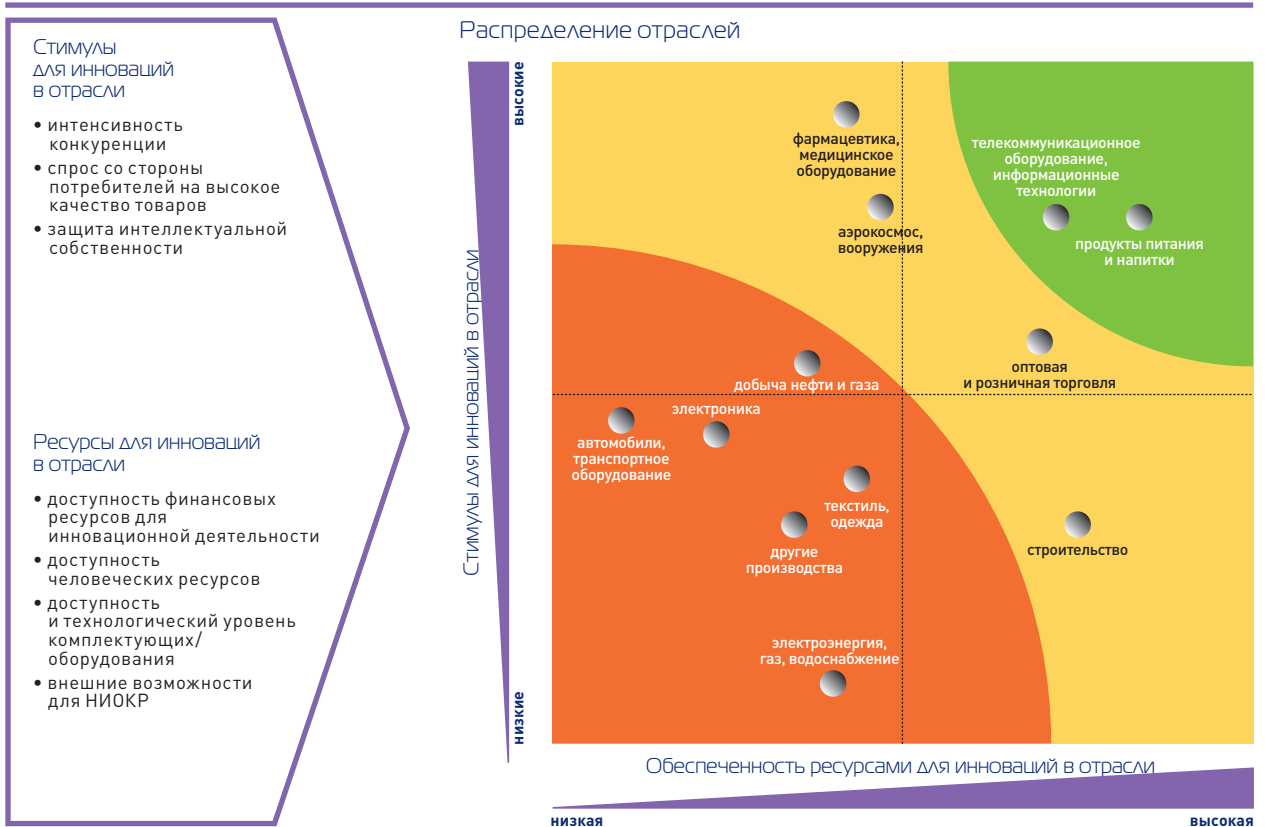 Стимулы
для инноваций
в отрасли
• интенсивность
конкуренции
• спрос со стороны
потребителей на высокое
качество товаров
• защита интеллектуальной
собственности
Ресурсы для инноваций
в отрасли
• доступность финансовых
ресурсов для
инновационной деятельности
• доступность
человеческих ресурсов
• доступность
и технологический уровень
комплектующих/
оборудования
• внешние возможности
для НИОКР
Распределение отраслей
высокие
Стимулы для инноваций в отрасли
низкие
фармацевтика,
медицинское
оборудование
аэрокосмос,
вооружения
телекоммуникационное
оборудование,
информационные
технологии
продукты питания
и напитки
оптовая
и розничная торговля
добыча нефти и газа
электроника
автомобили,
транспортное
оборудование
текстиль,
одежда
другие
производства
строительство
электроэнергия,
газ, водоснабжение
Обеспеченность ресурсами для инноваций в отрасли
низкая
высокая